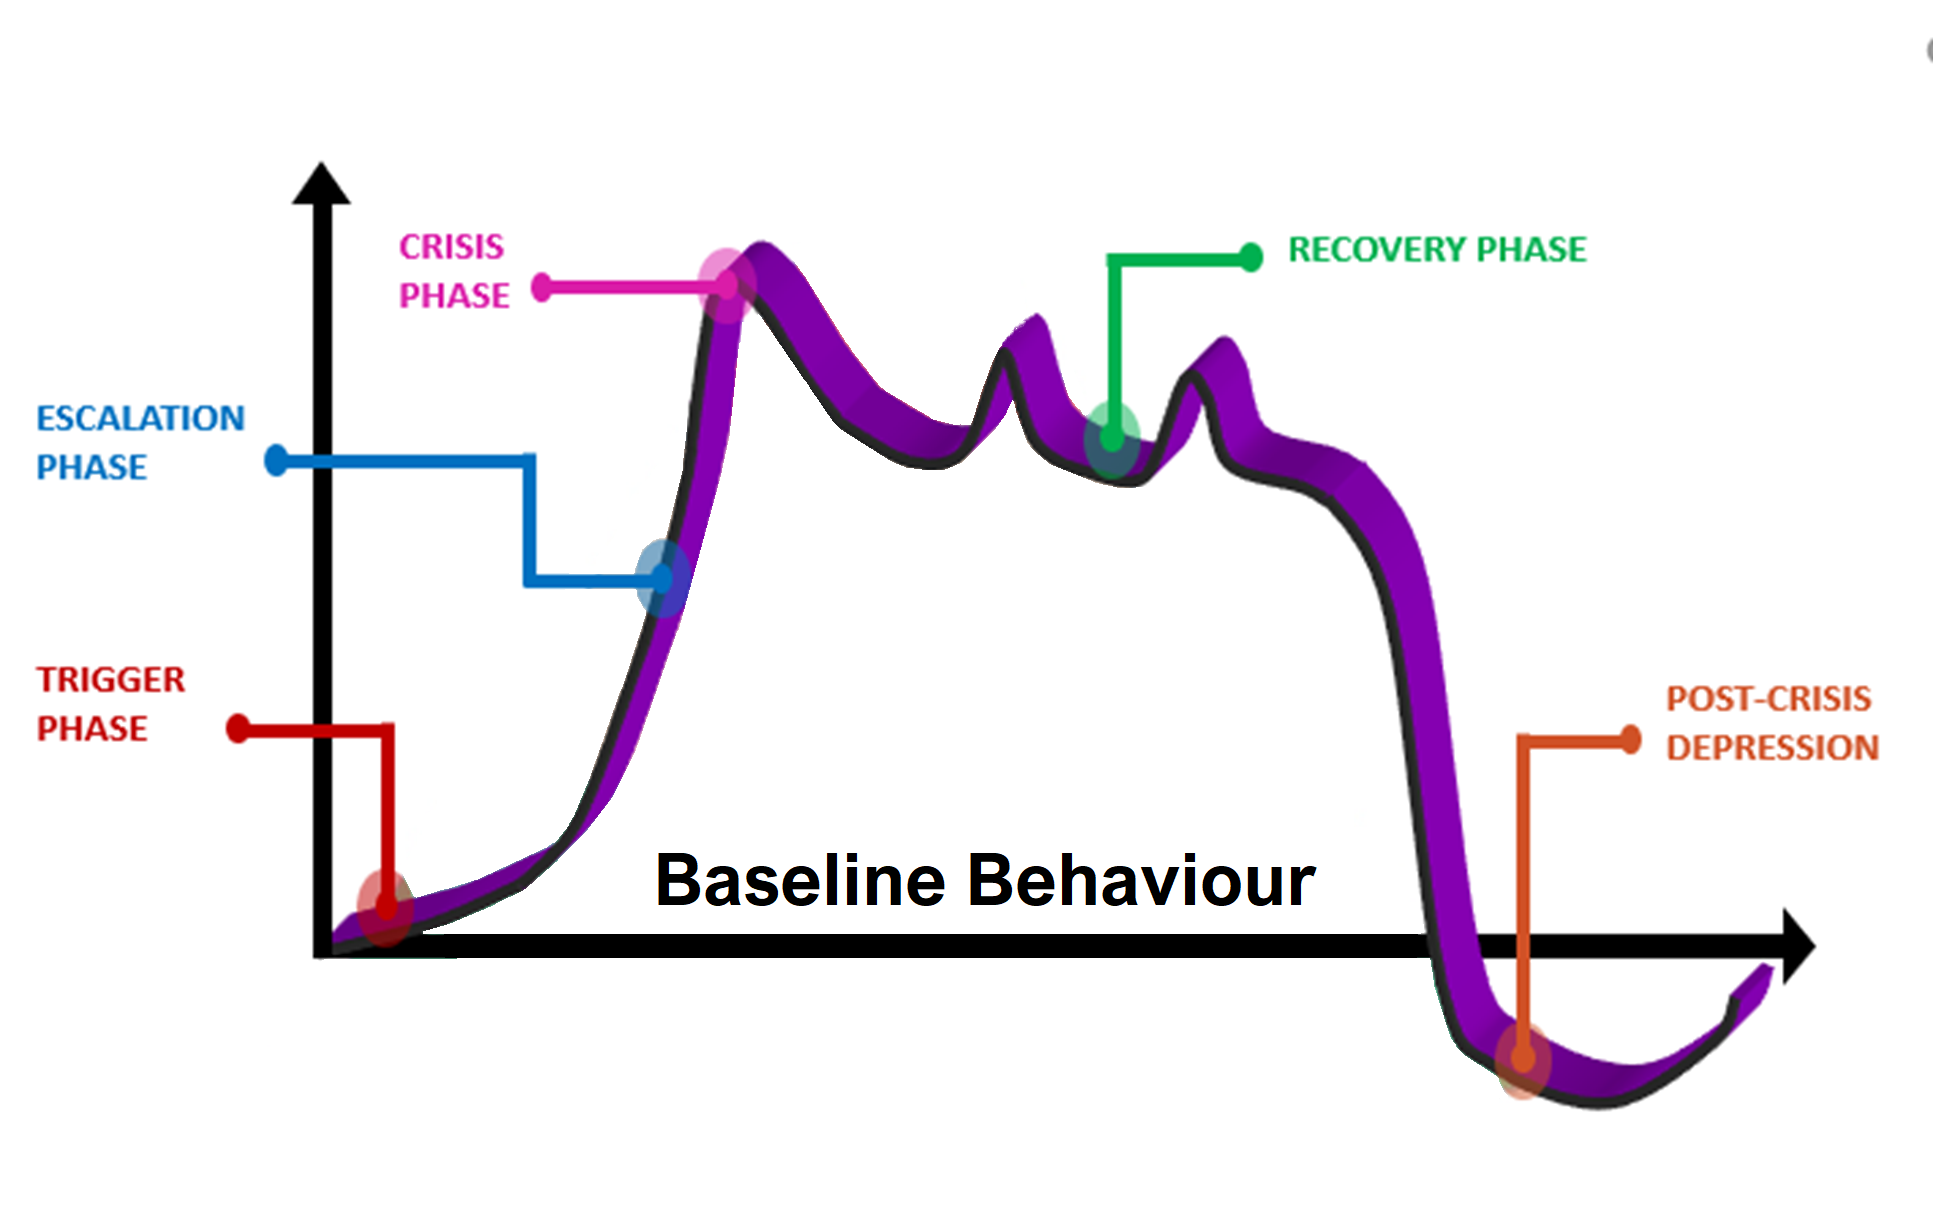 CRISIS
PHASE
RECOVERY PHASE
ESCALATION
PHASE
TRIGGER
PHASE
POST-CRISIS
DEPRESSION
Baseline Behaviour